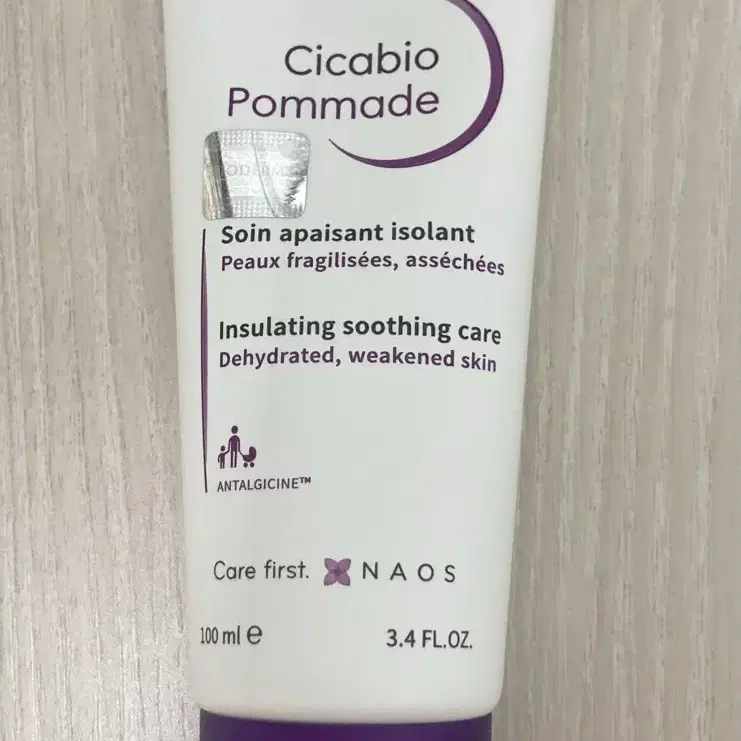 Cicabio
Pommade
Soin apaisant isolant
Peaux fragilisées, asséchées
Insulating soothing care
Dehydrated, weakened skin
ANTALGICINE™
Care first. NAOS
100 ml ℮
3.4 FL.OZ.